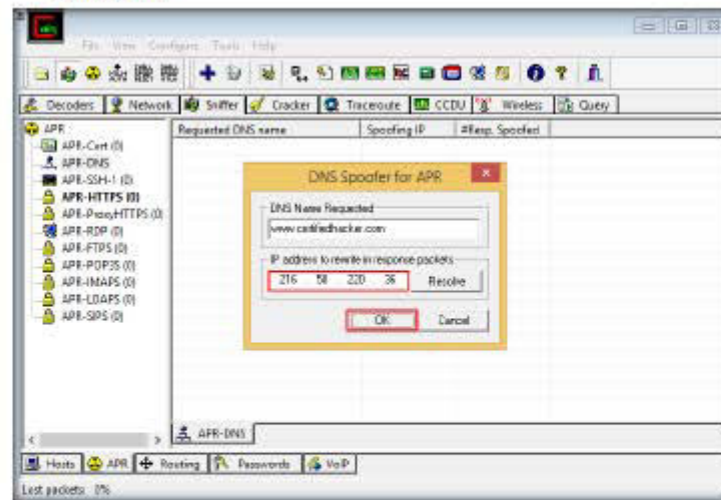 File View Configure Tools Help
Decoders Network Sniffer Cracker Traceroute CCDU Wireless Query
APR
APR-Cert (0)
APR-DNS
APR-SSH-1 (0)
APR-HTTPS (0)
APR-ProxyHTTPS (0)
APR-RDP (0)
APR-FTPS (0)
APR-POP3S (0)
APR-IMAPS (0)
APR-LDAPS (0)
APR-SIPS (0)
Requested DNS name Spoofing IP #Resp. Spoofed
DNS Spoofer for APR
DNS Name Requested
www.certifiedhacker.com
IP address to rewrite in response packets
216 58 220 36 Resolve
OK Cancel
APR-DNS
Hosts APR Routing Passwords VoIP
Lost packets: 0%